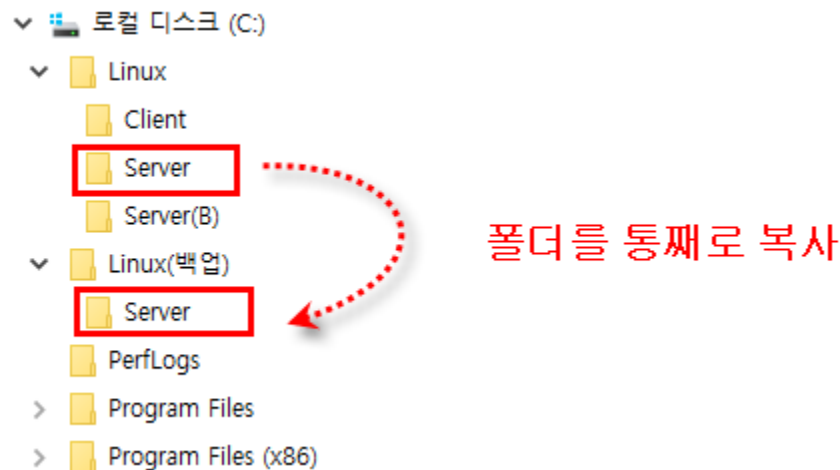 로컬 디스크 (C:)
Linux
Client
Server
Server(B)
폴더를 통째로 복사
Linux(백업)
Server
PerfLogs
Program Files
Program Files (x86)